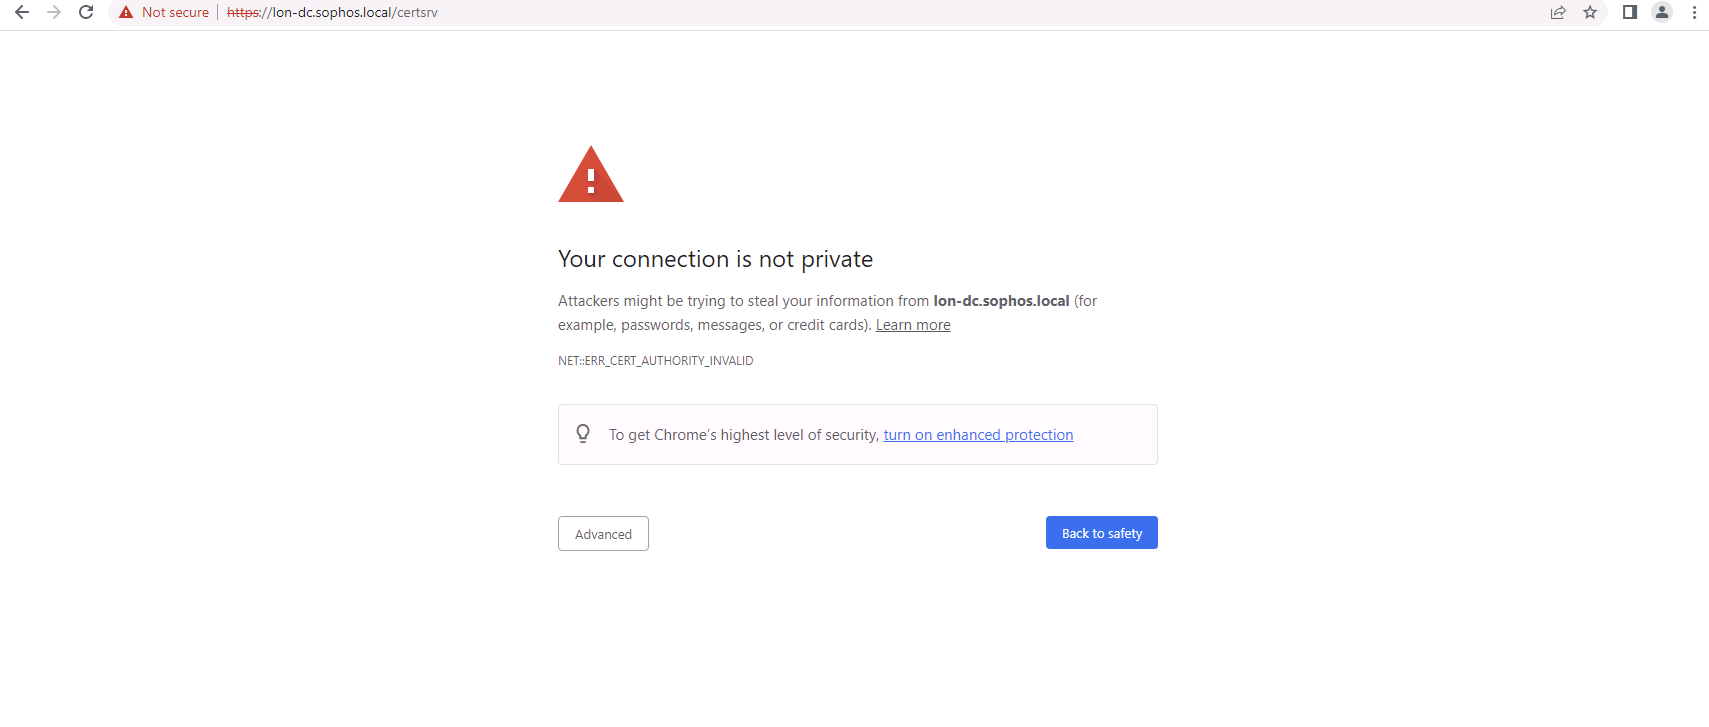 Not secure | https://lon-dc.sophos.local/certsrv
Your connection is not private
Attackers might be trying to steal your information from lon-dc.sophos.local (for
example, passwords, messages, or credit cards). Learn more
NET::ERR_CERT_AUTHORITY_INVALID
To get Chrome's highest level of security, turn on enhanced protection
Advanced
Back to safety